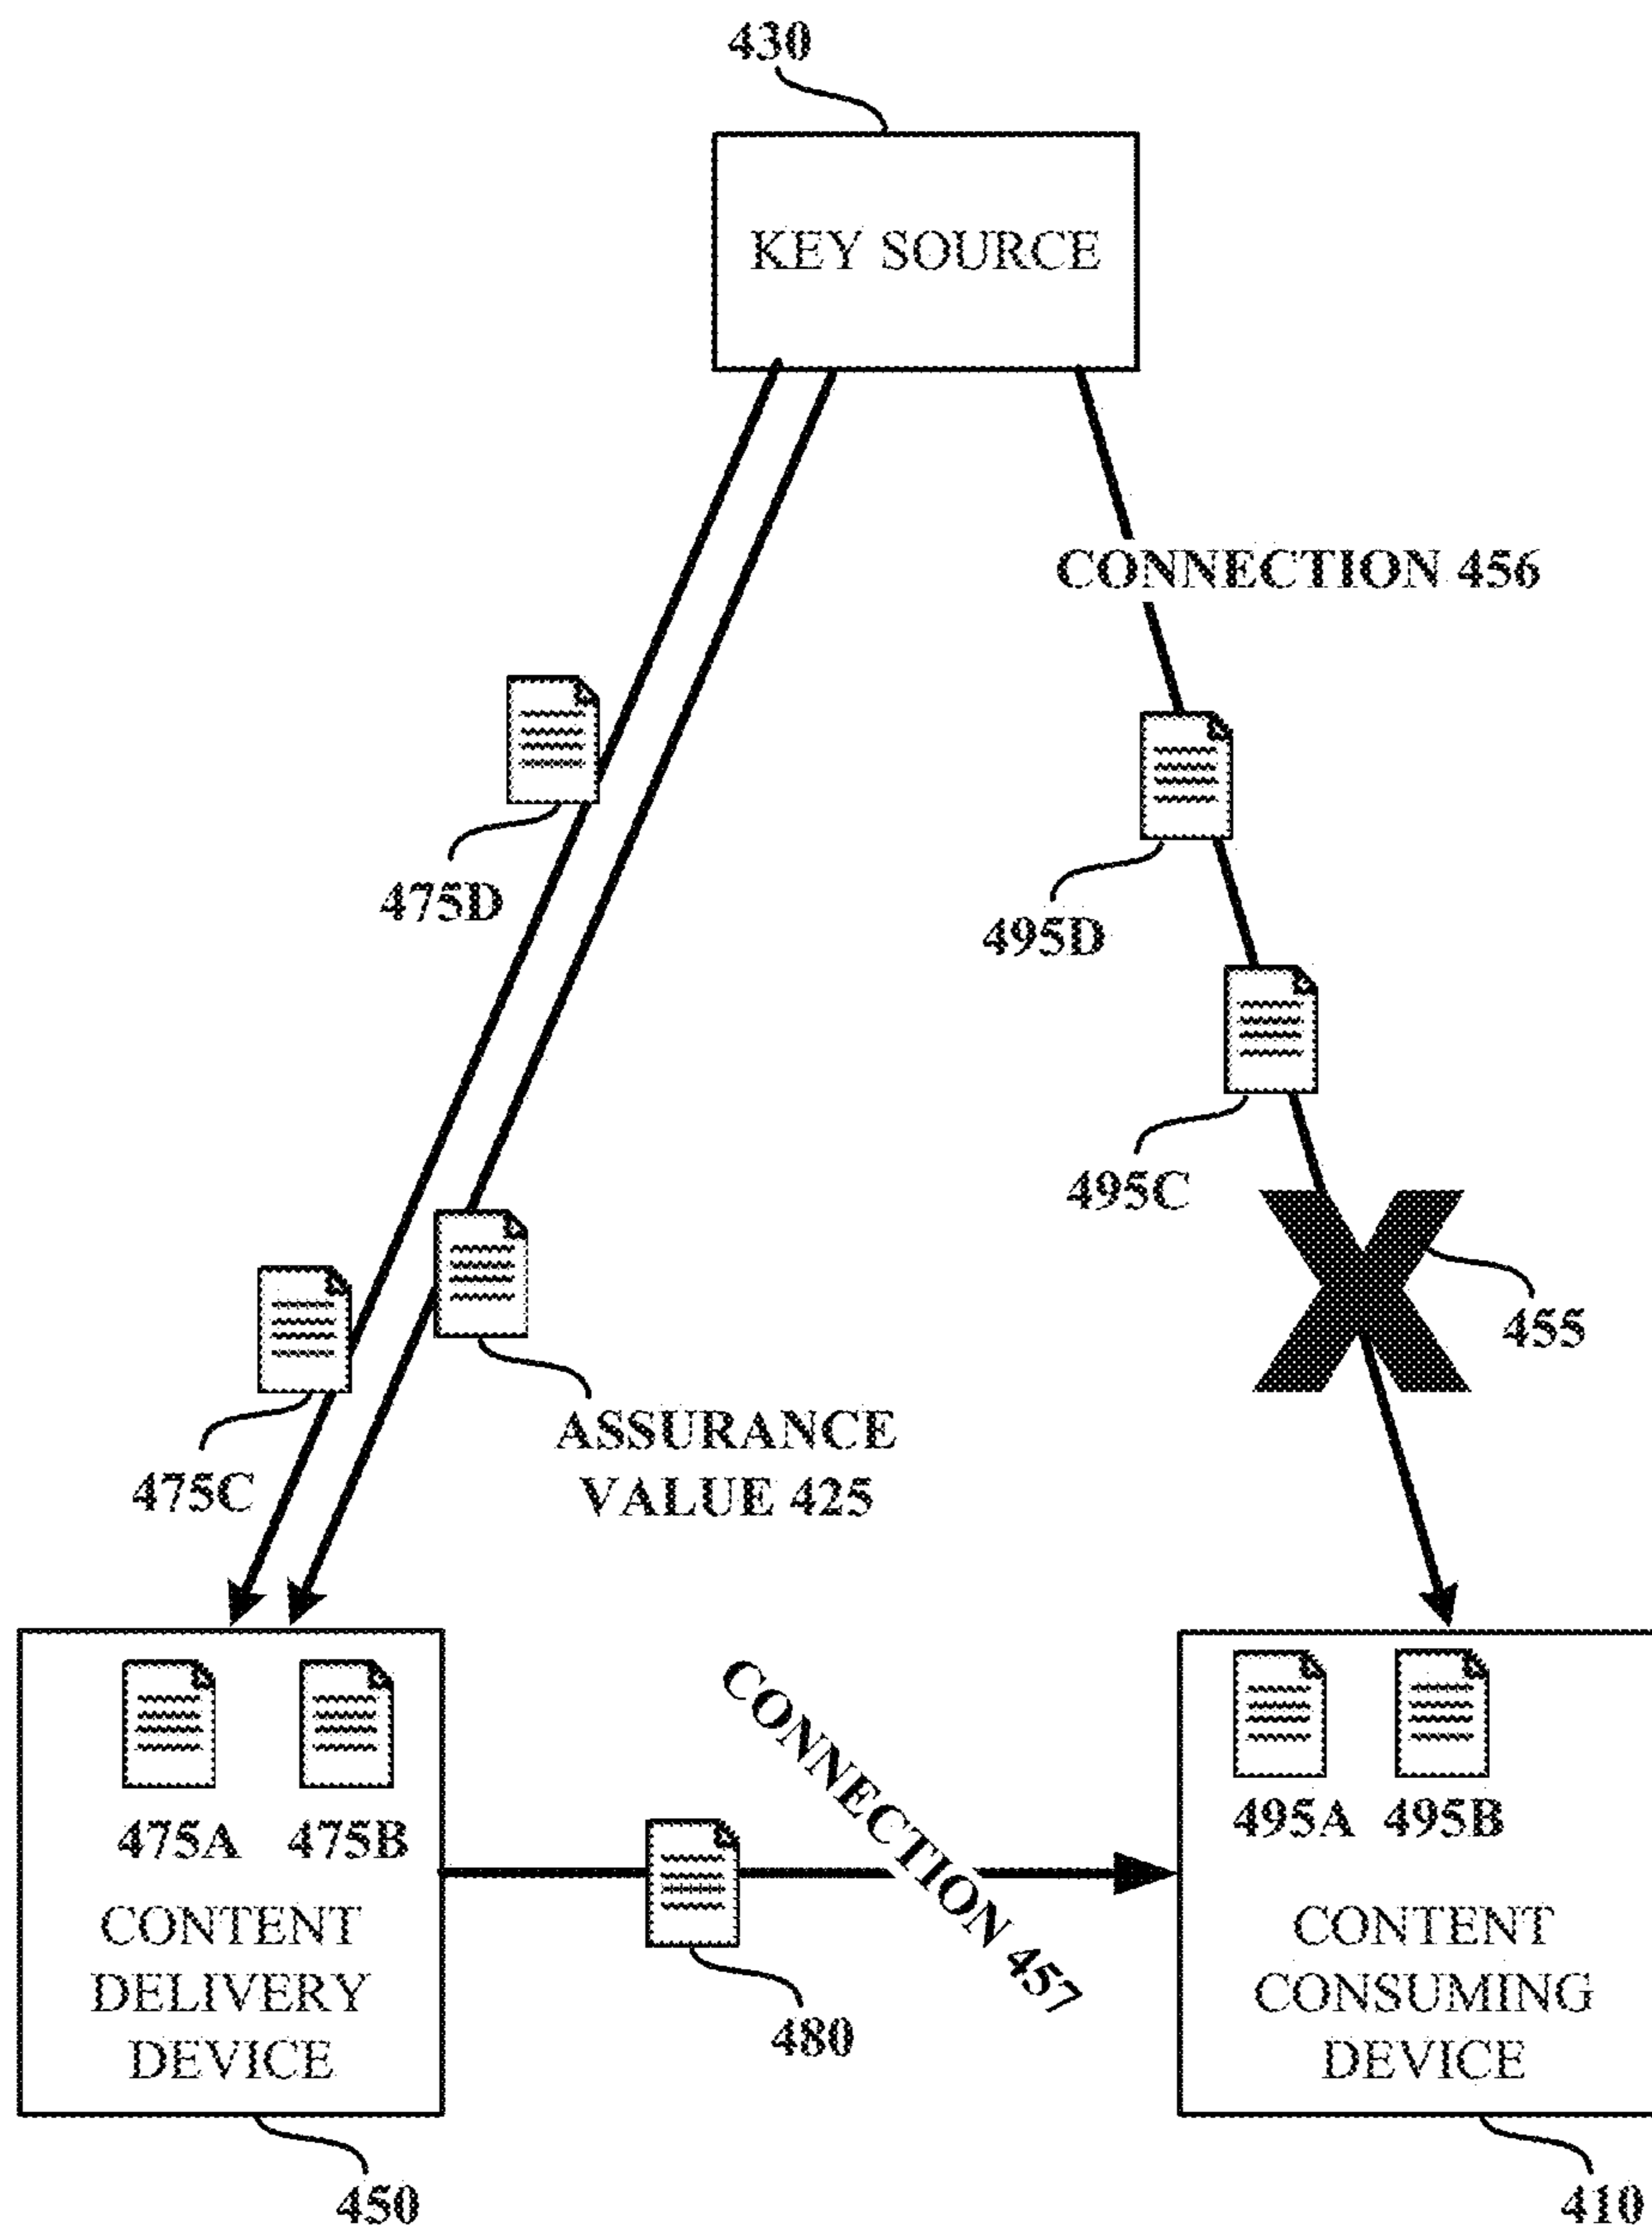 430
KEY SOURCE
CONNECTION 456
475D
495D
495C
455
ASSURANCE
VALUE 425
475C
CONNECTION 457
475A 475B
495A 495B
CONTENT
DELIVERY
DEVICE
480
CONTENT
CONSUMING
DEVICE
450
410